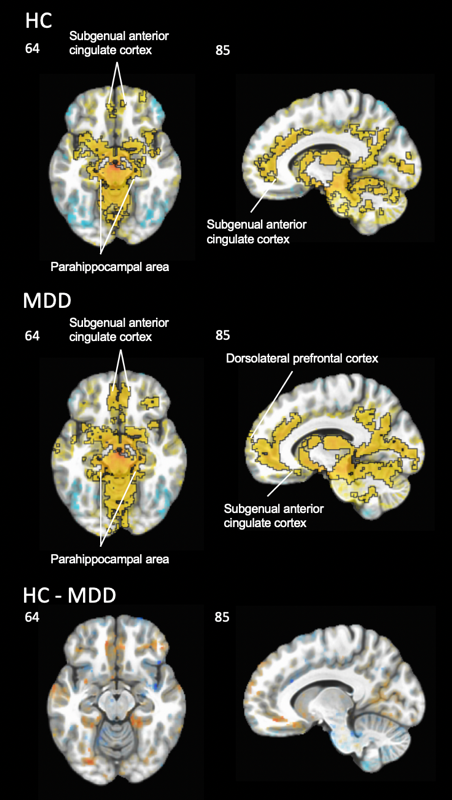 HC
64
Subgenual anterior
cingulate cortex
85
Subgenual anterior
cingulate cortex
Parahippocampal area
MDD
64
Subgenual anterior
cingulate cortex
85
Dorsolateral prefrontal cortex
Subgenual anterior
cingulate cortex
Parahippocampal area
HC - MDD
64
85